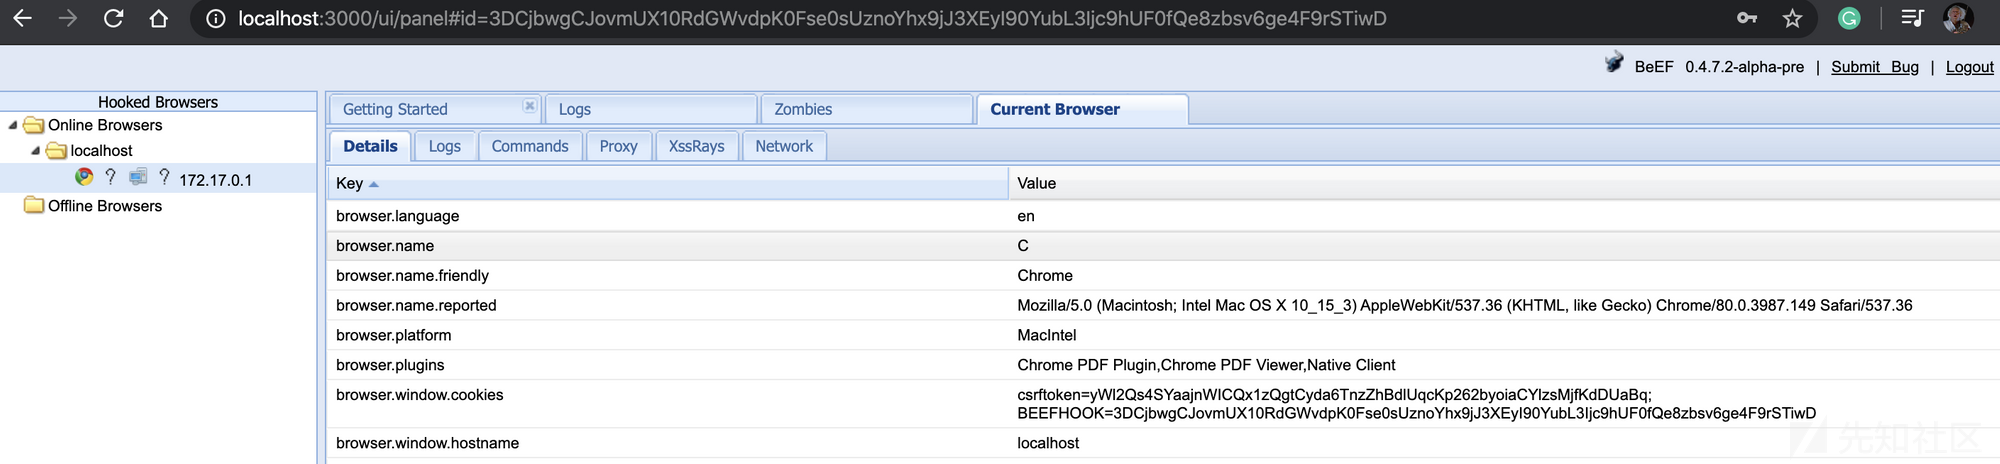 localhost:3000/ui/panel#id=3DCjbwgCJovmUX10RdGWvdpK0Fse0sUznoYhx9jJ3XEyI90YubL3Ijc9hUF0fQe8zbsv6ge4F9rSTiwD
BeEF 0.4.7.2-alpha-pre | Submit Bug | Logout
Hooked Browsers
Online Browsers
localhost
172.17.0.1
Offline Browsers
Getting Started
Logs
Zombies
Current Browser
Details
Logs
Commands
Proxy
XssRays
Network
Key Value
browser.language en
browser.name C
browser.name.friendly Chrome
browser.name.reported Mozilla/5.0 (Macintosh; Intel Mac OS X 10_15_3) AppleWebKit/537.36 (KHTML, like Gecko) Chrome/80.0.3987.149 Safari/537.36
browser.platform MacIntel
browser.plugins Chrome PDF Plugin,Chrome PDF Viewer,Native Client
browser.window.cookies csrftoken=yWl2Qs4SYaajnWICQx1zQgtCyda6TnzZhBdlUqcKp262byoiaCYlzsMjfKdDUaBq;
BEEFHOOK=3DCjbwgCJovmUX10RdGWvdpK0Fse0sUznoYhx9jJ3XEyI90YubL3Ijc9hUF0fQe8zbsv6ge4F9rSTiwD
browser.window.hostname localhost
先知社区